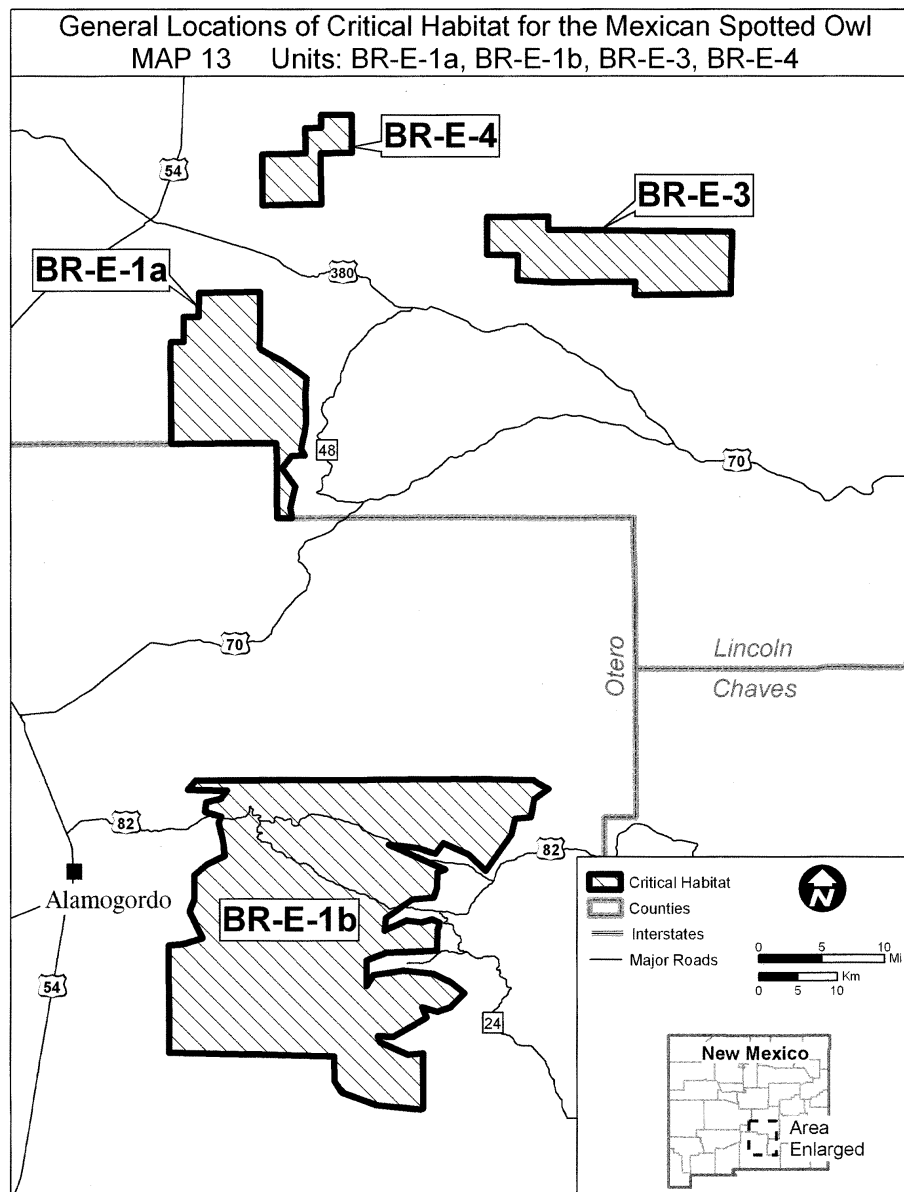 General Locations of Critical Habitat for the Mexican Spotted Owl
MAP 13 Units: BR-E-1a, BR-E-1b, BR-E-3, BR-E-4
BR-E-4
54
BR-E-3
BR-E-1a
380
48
70
70
Otero
Lincoln
Chaves
82
82
Alamogordo
BR-E-1b
54
24
Critical Habitat
Counties
Interstates
Major Roads
N
0 5 10
Mi
Km
0 5 10
New Mexico
Area
Enlarged